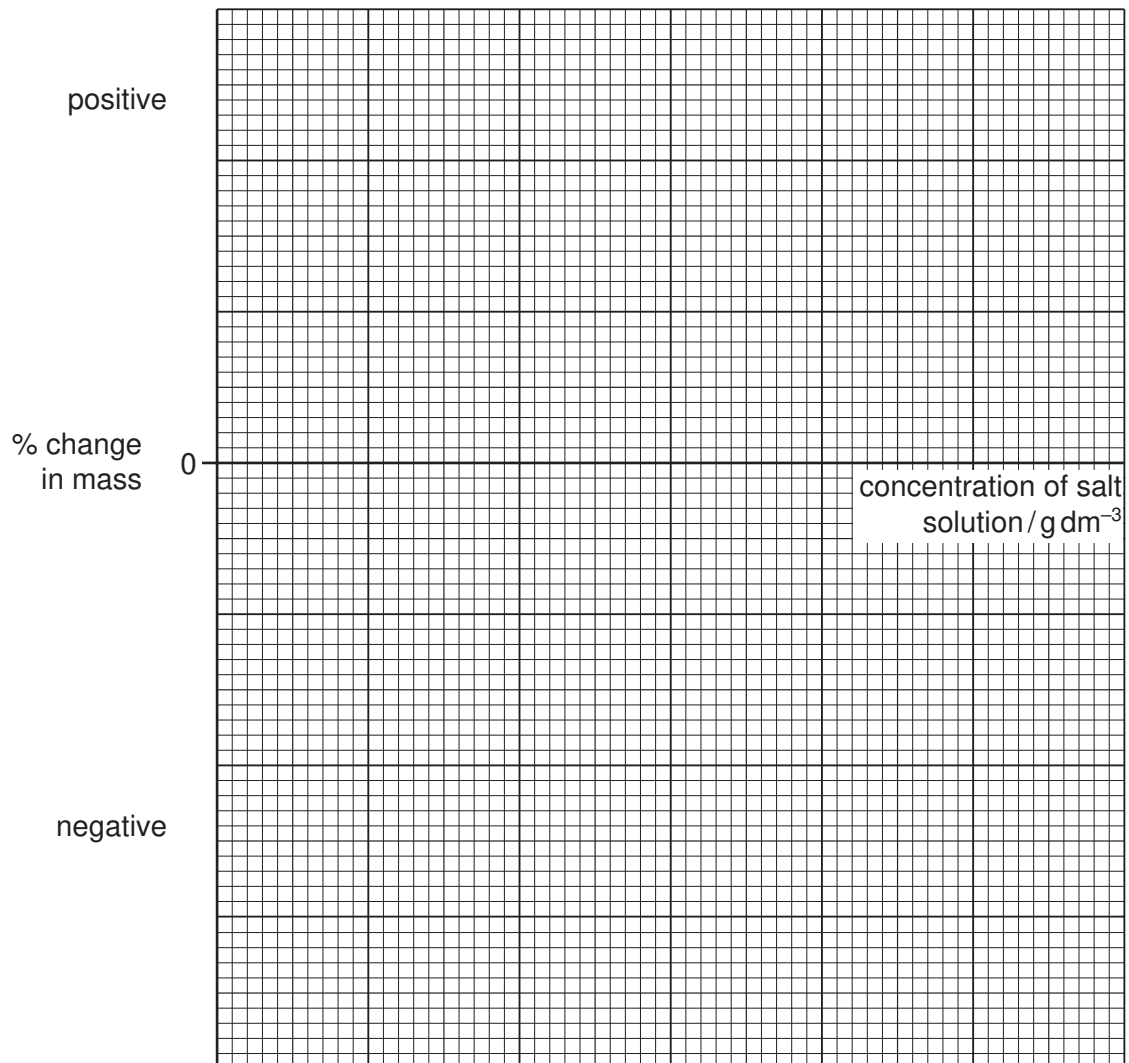 positive
% change
in mass
0
concentration of salt
solution / g dm⁻³
negative